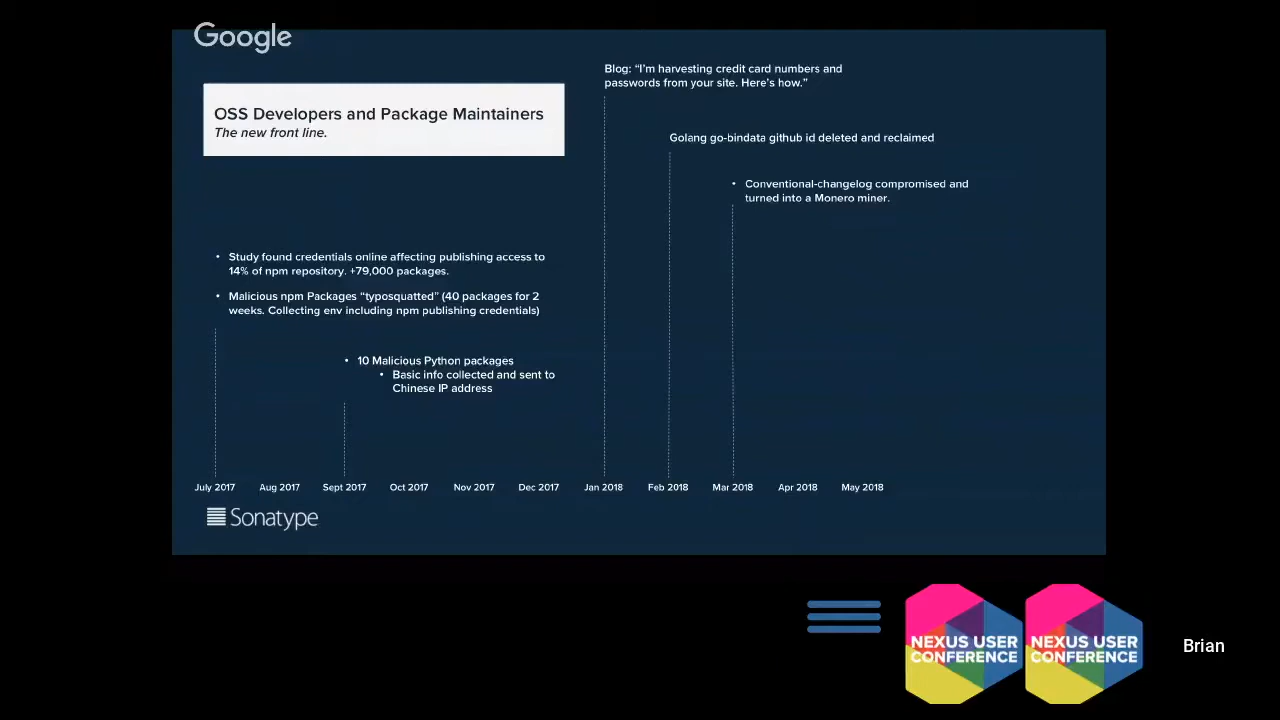 Google
OSS Developers and Package Maintainers
The new front line.
Blog: “I’m harvesting credit card numbers and
passwords from your site. Here’s how.”
Golang go-bindata github id deleted and reclaimed
• Conventional-changelog compromised and
turned into a Monero miner.
• Study found credentials online affecting publishing access to
14% of npm repository. +79,000 packages.
• Malicious npm Packages “typosquatted” (40 packages for 2
weeks. Collecting env including npm publishing credentials)
• 10 Malicious Python packages
• Basic info collected and sent to
Chinese IP address
July 2017 Aug 2017 Sept 2017 Oct 2017 Nov 2017 Dec 2017 Jan 2018 Feb 2018 Mar 2018 Apr 2018 May 2018
Sonatype
NEXUS USER
CONFERENCE
NEXUS USER
CONFERENCE
Brian